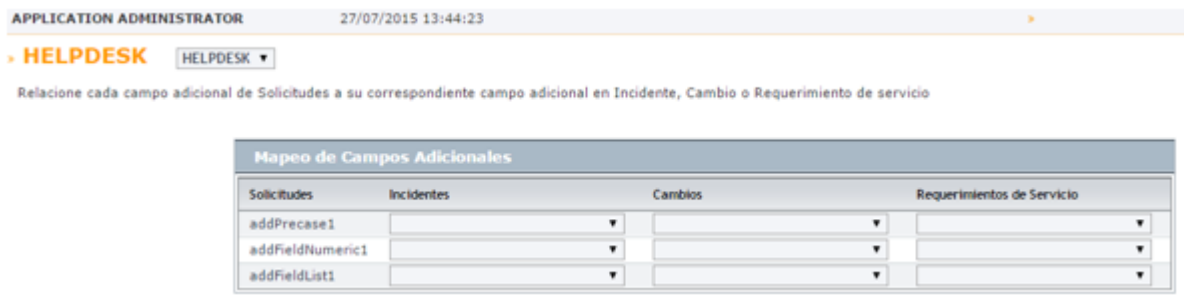 APPLICATION ADMINISTRATOR 27/07/2015 13:44:23
HELPDESK HELPDESK
Relacione cada campo adicional de Solicitudes a su correspondiente campo adicional en Incidente, Cambio o Requerimiento de servicio
Mapeo de Campos Adicionales
Solicitudes Incidentes Cambios Requerimientos de Servicio
addPrecase1
addFieldNumeric1
addFieldList1